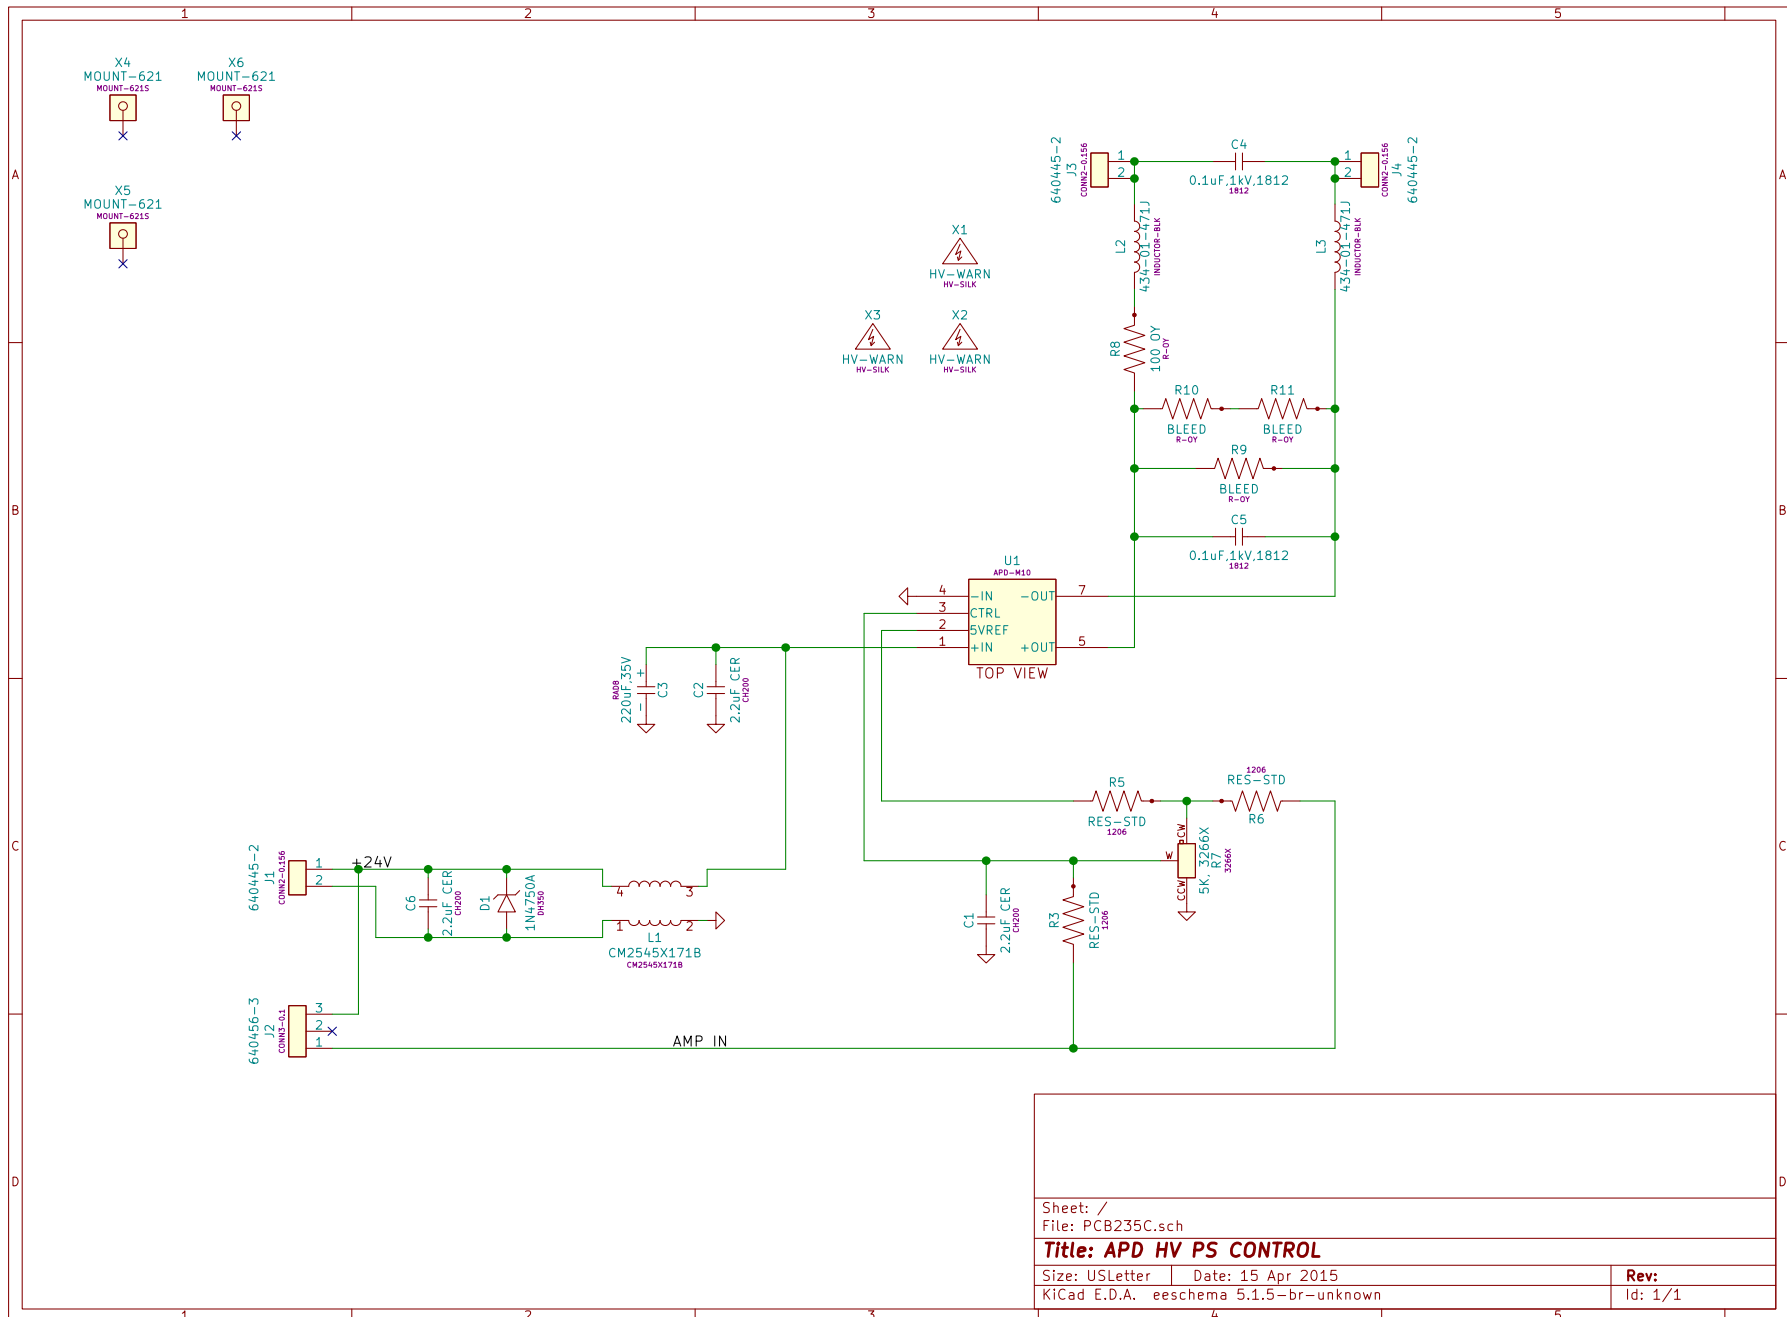 1 2 3 4 5
A
B
C
D
A
B
C
D
X4
MOUNT-621
MOUNT-621S
X6
MOUNT-621
MOUNT-621S
X5
MOUNT-621
MOUNT-621S
X1
HV-WARN
HV-SILK
X3
HV-WARN
HV-SILK
X2
HV-WARN
HV-SILK
640445-2
J3
CONN2-0.156
1
2
C4
0.1uF,1kV,1812
1812
1
2
CONN2-0.156
J4
640445-2
L2
434-01-471J
INDUCTOR-BLK
L3
434-01-471J
INDUCTOR-BLK
R8
100 OY
R-OY
R10
BLEED
R-OY
R11
BLEED
R-OY
R9
BLEED
R-OY
C5
0.1uF,1kV,1812
1812
U1
APD-M10
4 -IN -OUT 7
3 CTRL
2 5VREF
1 +IN +OUT 5
TOP VIEW
RAD8
220uF,35V
+
-
C3
C2
2.2uF CER
CH200
R5
RES-STD
1206
1206
RES-STD
R6
CW
W
CCW
5K, 3266X
R7
3266X
C1
2.2uF CER
CH200
R3
RES-STD
1206
640445-2
J1
CONN2-0.156
1
2
+24V
C6
2.2uF CER
CH200
D1
1N4750A
DH350
4 3
1 2
L1
CM2545X171B
CM2545X171B
640456-3
J2
CONN3-0.1
3
2
1
AMP IN
Sheet: /
File: PCB235C.sch
Title: APD HV PS CONTROL
Size: USLetter Date: 15 Apr 2015 Rev:
KiCad E.D.A. eeschema 5.1.5-br-unknown Id: 1/1
1 2 3 4 5